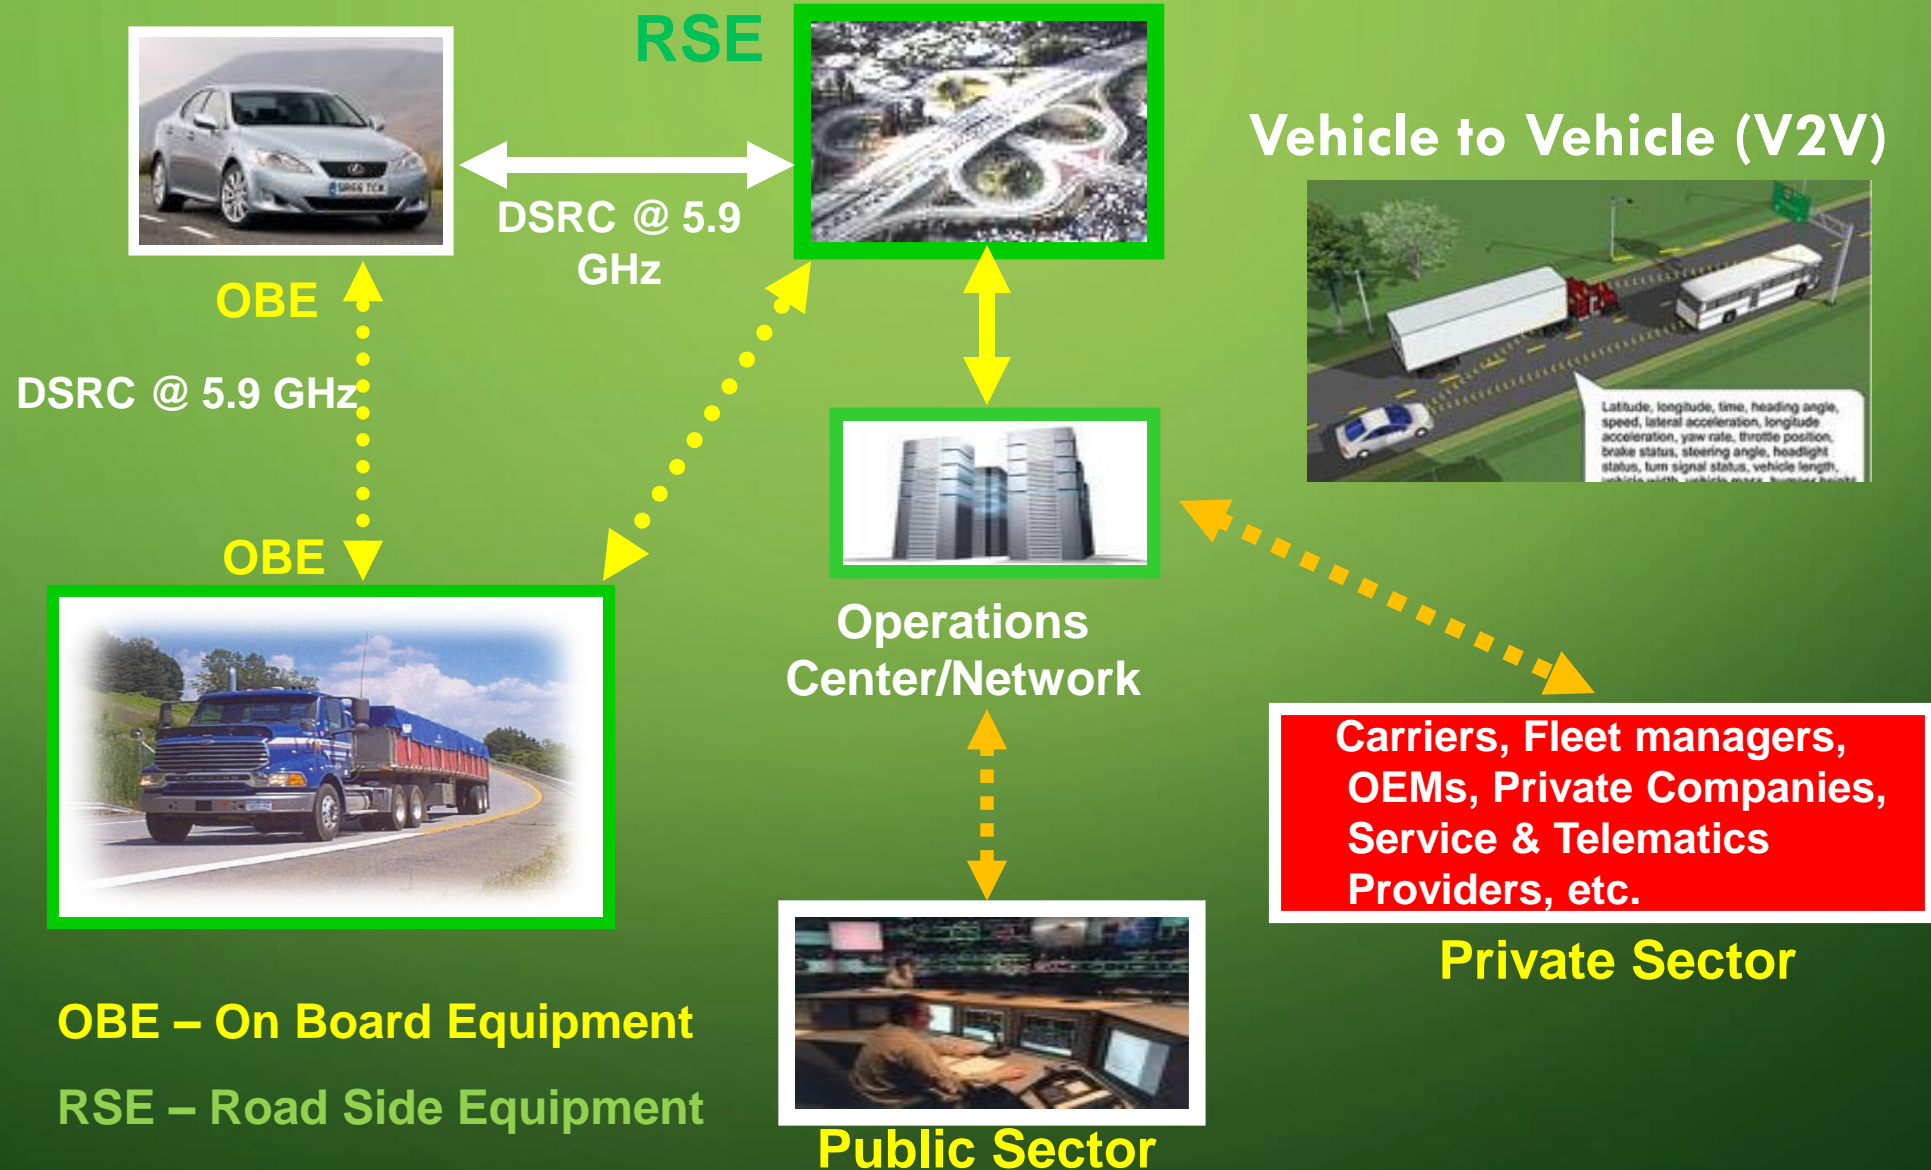 RSE
Vehicle to Vehicle (V2V)
DSRC @ 5.9
GHz
OBE
DSRC @ 5.9 GHz
Latitude, longitude, time, heading angle,
speed, lateral acceleration, longitude
acceleration, yaw rate, throttle position,
brake status, steering angle, headlight
status, turn signal status, vehicle length,
OBE
Operations
Center/Network
Carriers, Fleet managers,
OEMs, Private Companies,
Service & Telematics
Providers, etc.
Private Sector
OBE – On Board Equipment
RSE – Road Side Equipment
Public Sector